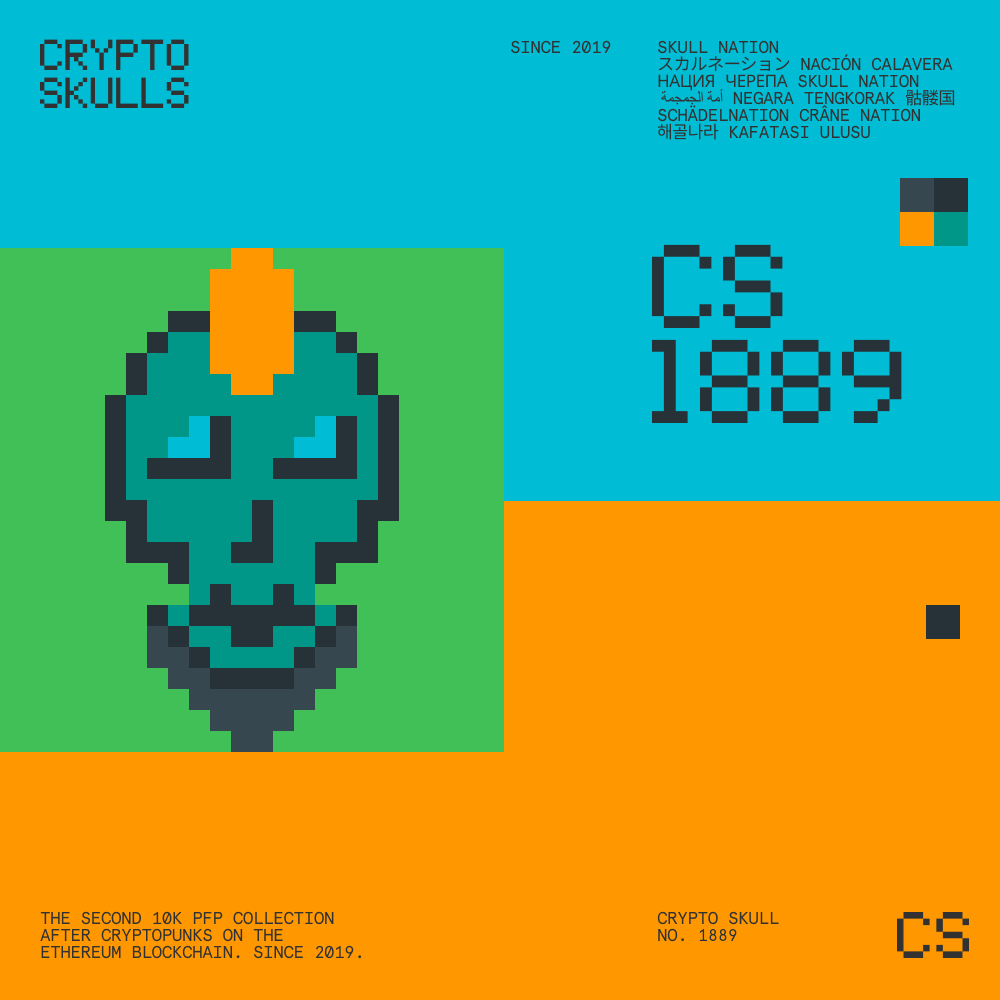 CRYPTO
SKULLS
SINCE 2019
SKULL NATION
スカルネーション NACIÓN CALAVERA
НАЦИЯ ЧЕРЕПА SKULL NATION
أمة الجمجمة NEGARA TENGKORAK 骷髅国
SCHÄDELNATION CRÂNE NATION
해골나라 KAFATASI ULUSU
CS
1889
THE SECOND 10K PFP COLLECTION
AFTER CRYPTOPUNKS ON THE
ETHEREUM BLOCKCHAIN. SINCE 2019.
CRYPTO SKULL
NO. 1889
CS